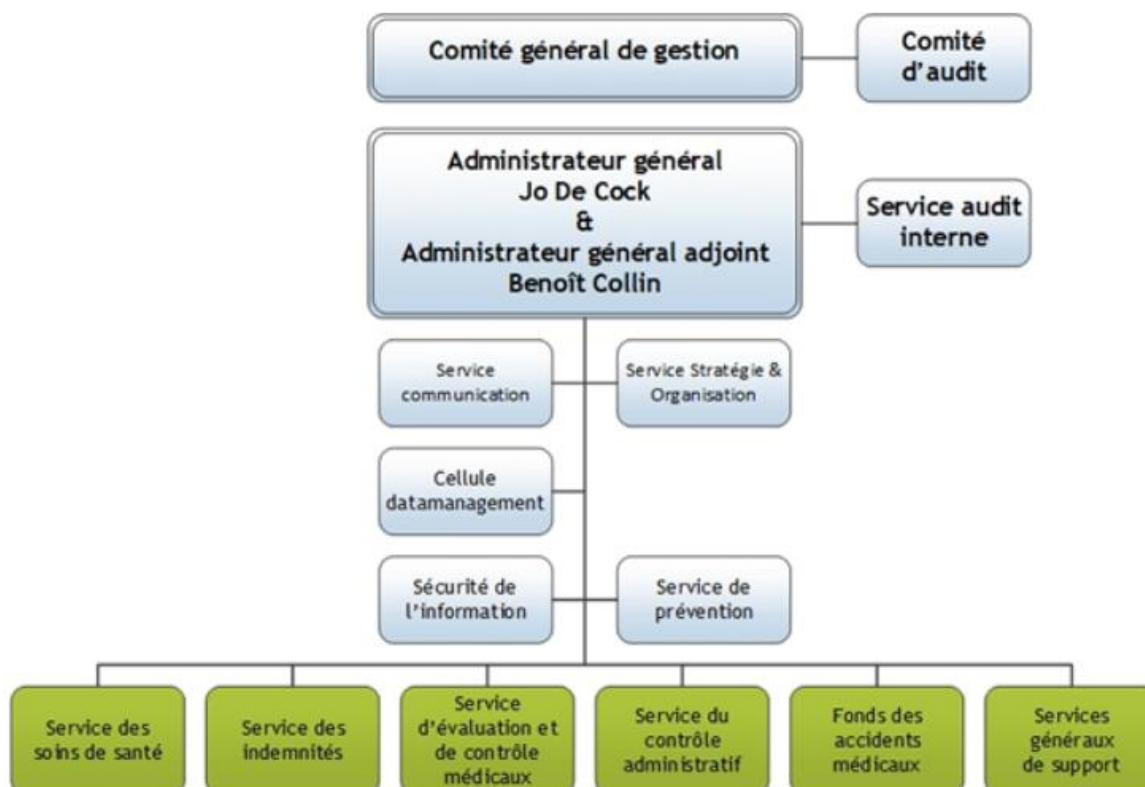 Comité général de gestion
Comité
d'audit
Administrateur général
Jo De Cock
&
Administrateur général adjoint
Benoît Collin
Service audit
interne
Service
communication
Service Stratégie &
Organisation
Cellule
datamanagement
Sécurité de
l'information
Service de
prévention
Service des
soins de santé
Service des
indemnités
Service
d'évaluation et
de contrôle
médicaux
Service du
contrôle
administratif
Fonds des
accidents
médicaux
Services
généraux
de support